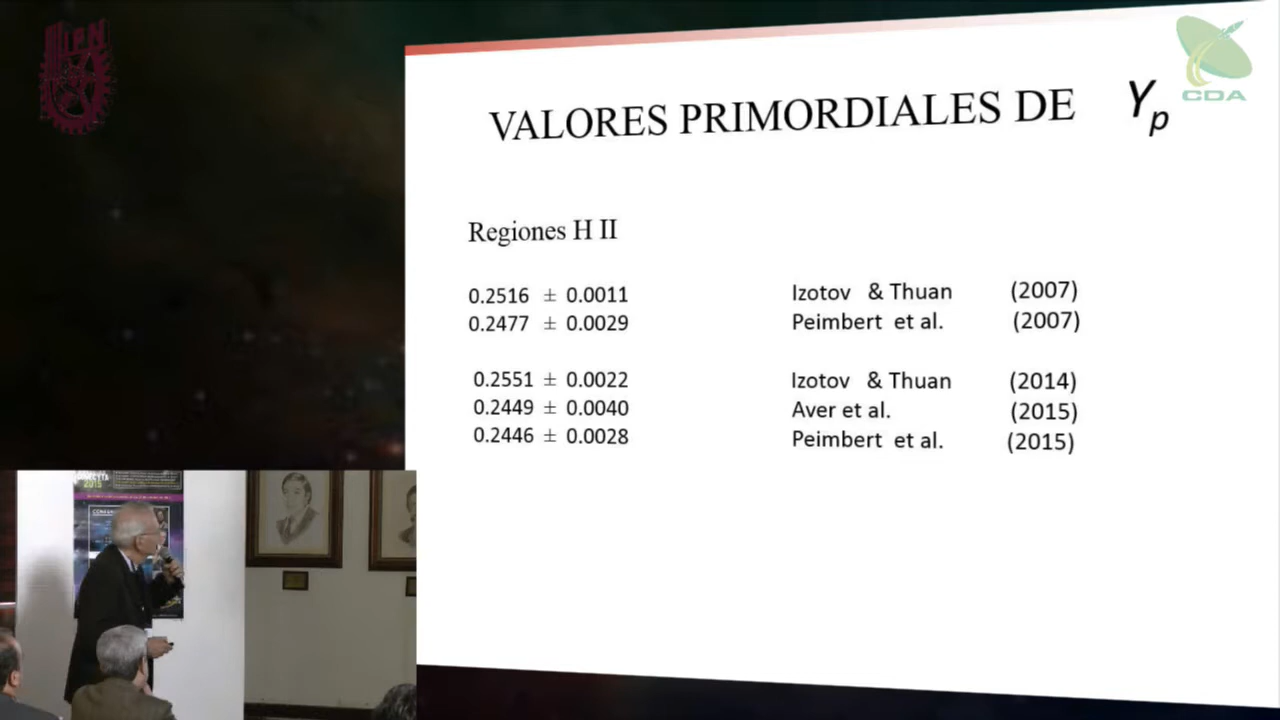 IPN
CDA
VALORES PRIMORDIALES DE Yp
Regiones H II
0.2516 ± 0.0011 Izotov & Thuan (2007)
0.2477 ± 0.0029 Peimbert et al. (2007)
0.2551 ± 0.0022 Izotov & Thuan (2014)
0.2449 ± 0.0040 Aver et al. (2015)
0.2446 ± 0.0028 Peimbert et al. (2015)
2015